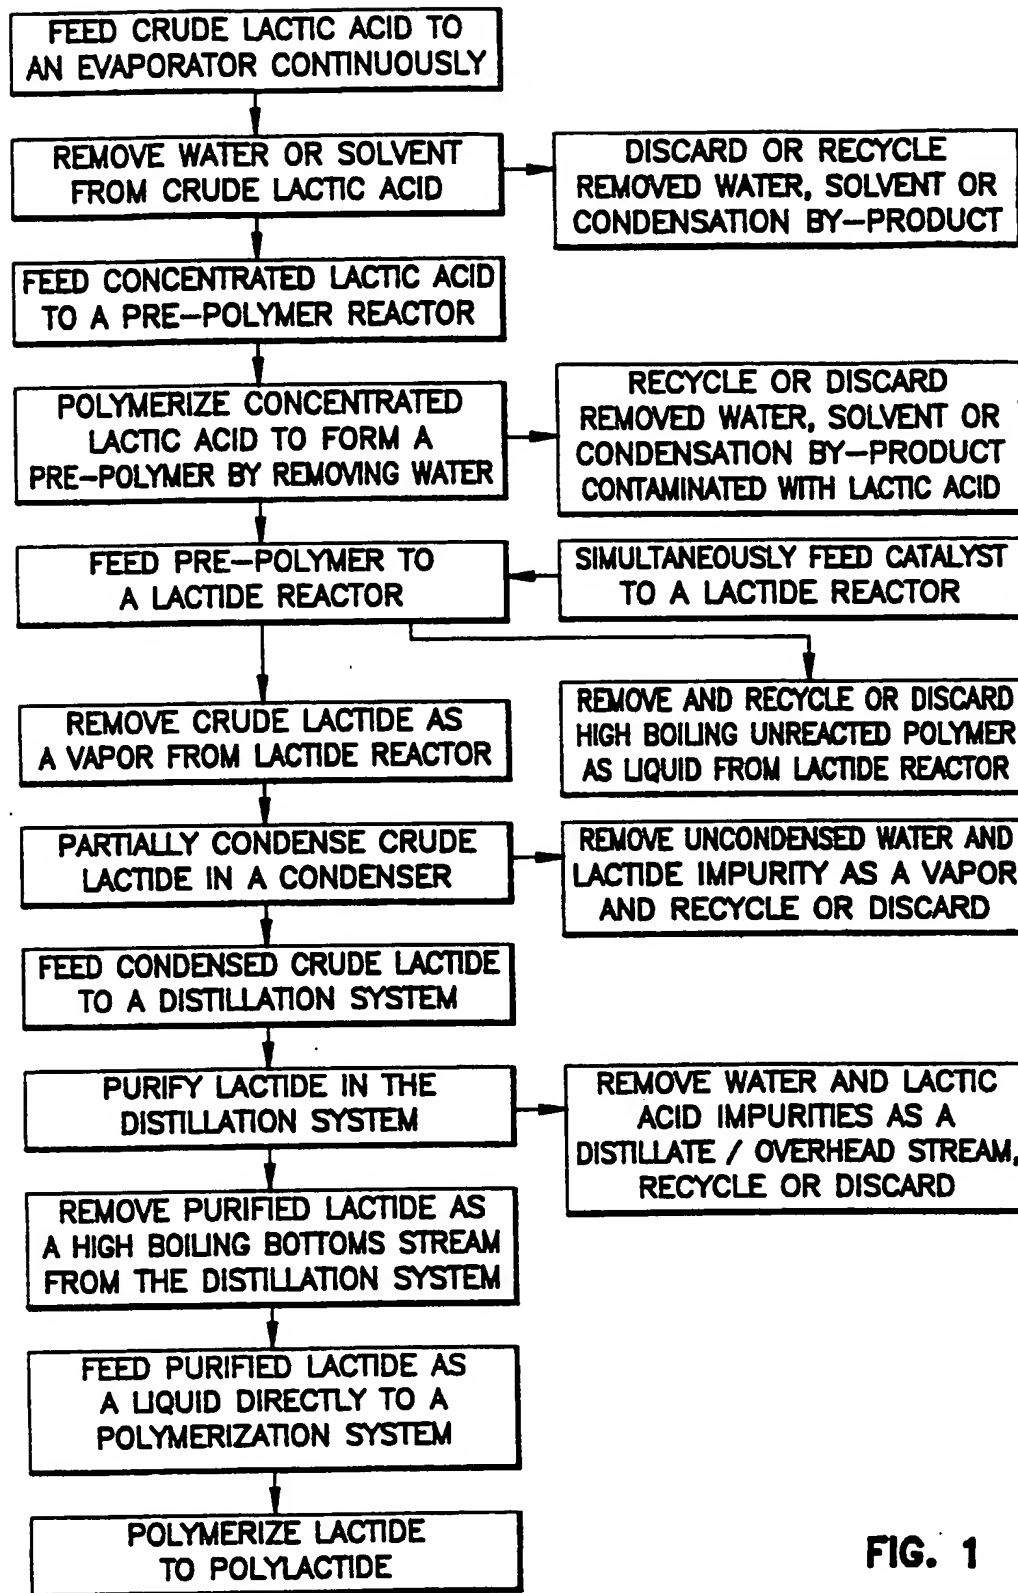 FEED CRUDE LACTIC ACID TO
AN EVAPORATOR CONTINUOUSLY
REMOVE WATER OR SOLVENT
FROM CRUDE LACTIC ACID
DISCARD OR RECYCLE
REMOVED WATER, SOLVENT OR
CONDENSATION BY-PRODUCT
FEED CONCENTRATED LACTIC ACID
TO A PRE-POLYMER REACTOR
POLYMERIZE CONCENTRATED
LACTIC ACID TO FORM A
PRE-POLYMER BY REMOVING WATER
RECYCLE OR DISCARD
REMOVED WATER, SOLVENT OR
CONDENSATION BY-PRODUCT
CONTAMINATED WITH LACTIC ACID
FEED PRE-POLYMER TO
A LACTIDE REACTOR
SIMULTANEOUSLY FEED CATALYST
TO A LACTIDE REACTOR
REMOVE CRUDE LACTIDE AS
A VAPOR FROM LACTIDE REACTOR
REMOVE AND RECYCLE OR DISCARD
HIGH BOILING UNREACTED POLYMER
AS LIQUID FROM LACTIDE REACTOR
PARTIALLY CONDENSE CRUDE
LACTIDE IN A CONDENSER
REMOVE UNCONDENSED WATER AND
LACTIDE IMPURITY AS A VAPOR
AND RECYCLE OR DISCARD
FEED CONDENSED CRUDE LACTIDE
TO A DISTILLATION SYSTEM
PURIFY LACTIDE IN THE
DISTILLATION SYSTEM
REMOVE WATER AND LACTIC
ACID IMPURITIES AS A
DISTILLATE / OVERHEAD STREAM,
RECYCLE OR DISCARD
REMOVE PURIFIED LACTIDE AS
A HIGH BOILING BOTTOMS STREAM
FROM THE DISTILLATION SYSTEM
FEED PURIFIED LACTIDE AS
A LIQUID DIRECTLY TO A
POLYMERIZATION SYSTEM
POLYMERIZE LACTIDE
TO POLYLACTIDE
FIG. 1